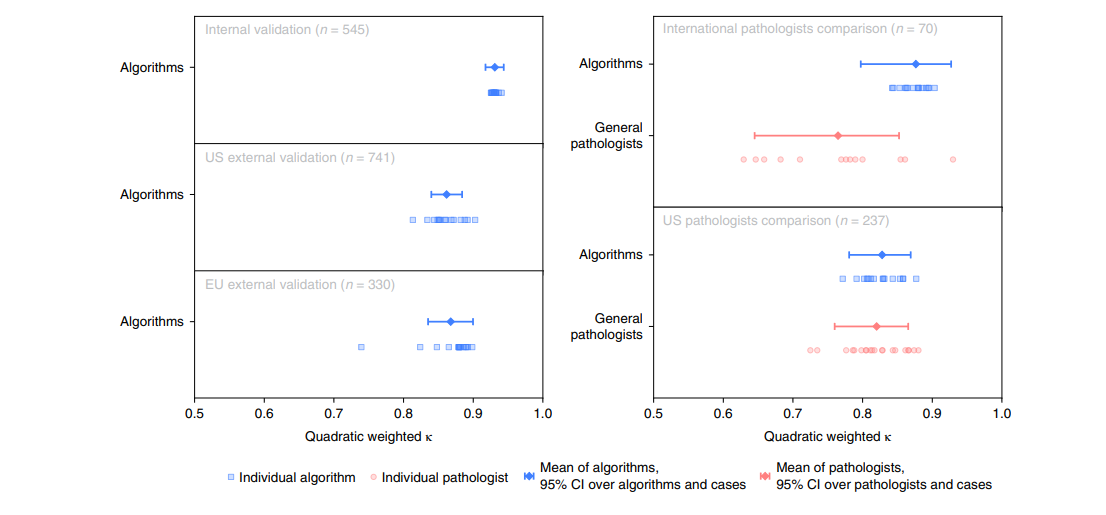 Internal validation (n = 545)
Algorithms
US external validation (n = 741)
Algorithms
EU external validation (n = 330)
Algorithms
0.5 0.6 0.7 0.8 0.9 1.0
Quadratic weighted κ
International pathologists comparison (n = 70)
Algorithms
General
pathologists
US pathologists comparison (n = 237)
Algorithms
General
pathologists
0.5 0.6 0.7 0.8 0.9 1.0
Quadratic weighted κ
Individual algorithm
Individual pathologist
Mean of algorithms,
95% CI over algorithms and cases
Mean of pathologists,
95% CI over pathologists and cases